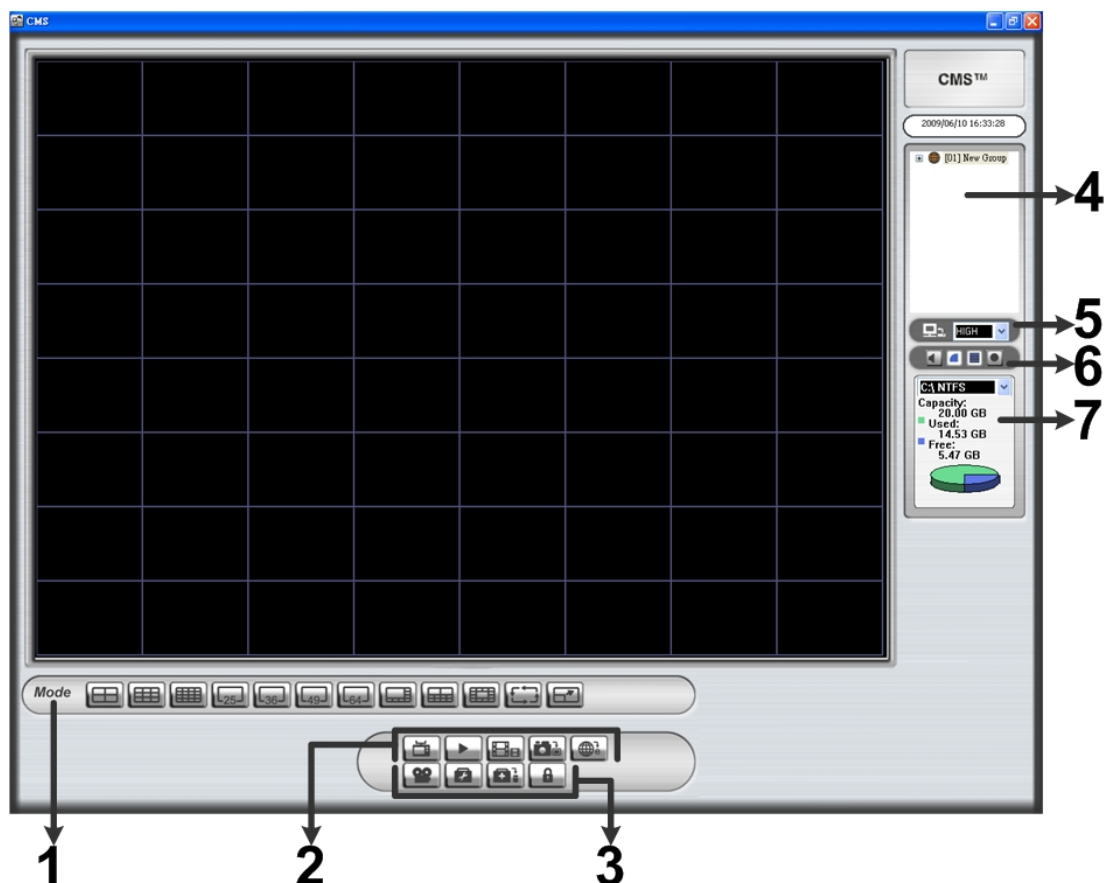 CMS
CMS™
2009/06/10 16:33:28
[01] New Group
4
HIGH
5
6
C:\ NTFS
Capacity:
20.00 GB
Used:
14.53 GB
Free:
5.47 GB
7
Mode
25
36
49
64
1
2
3